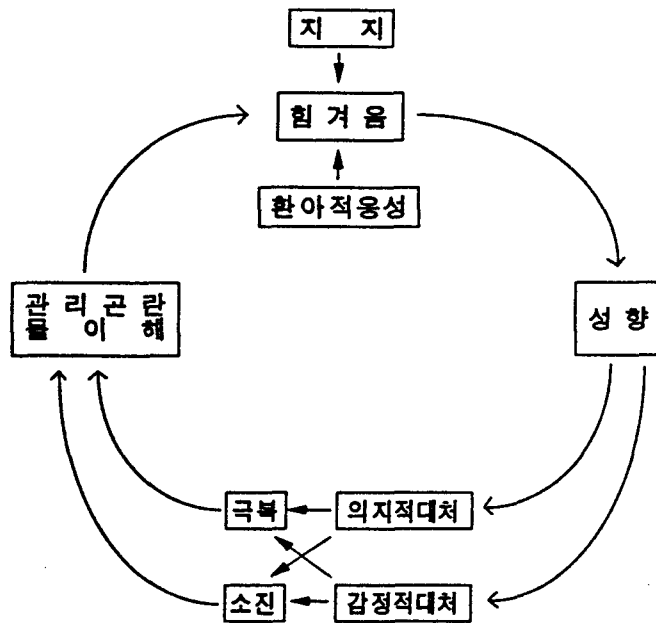 지 지
힘 겨 움
환아적응성
관 리 곤 란
몰 이 해
성 향
극복
의지적대처
소진
감정적대처